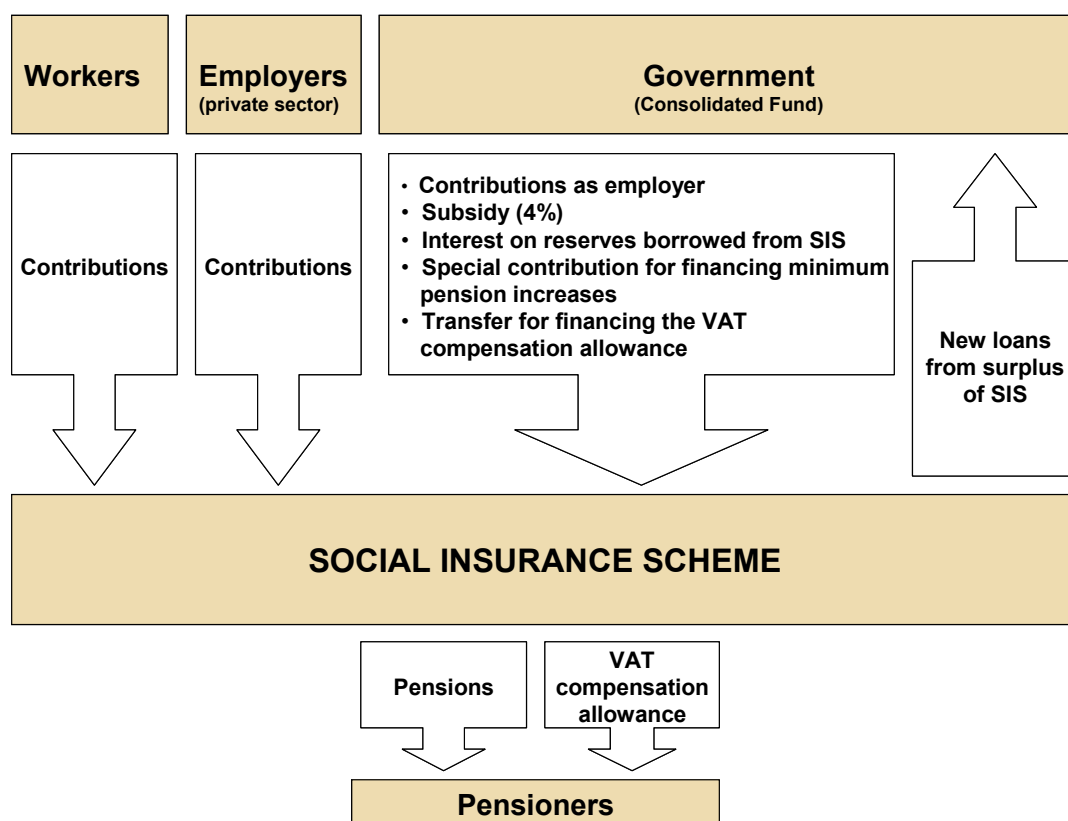 Workers
Employers
(private sector)
Government
(Consolidated Fund)
Contributions
Contributions
• Contributions as employer
• Subsidy (4%)
• Interest on reserves borrowed from SIS
• Special contribution for financing minimum
pension increases
• Transfer for financing the VAT
compensation allowance
New loans
from surplus
of SIS
SOCIAL INSURANCE SCHEME
Pensions
VAT
compensation
allowance
Pensioners